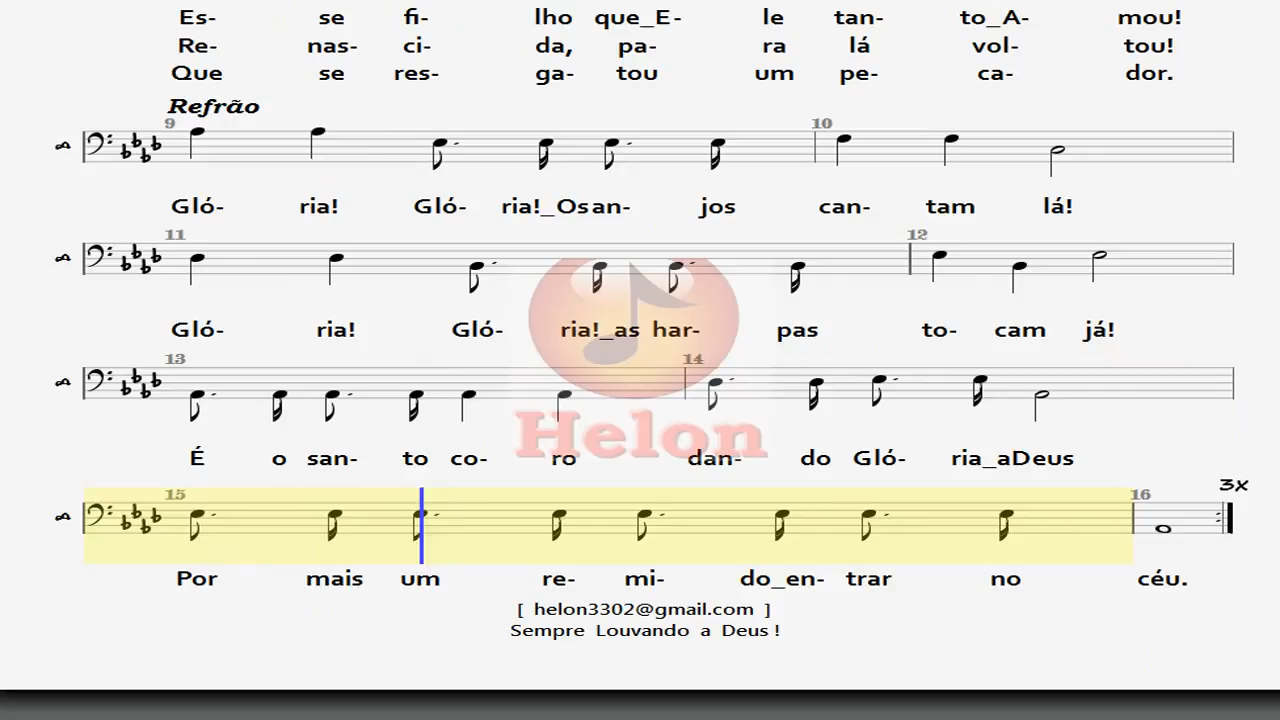 Es- se fi- lho que_E- le tan- to_A- mou!
Re- nas- ci- da, pa- ra lá vol- tou!
Que se res- ga- tou um pe- ca- dor.
Refrão
9 10
Gló- ria! Gló- ria!_Os an- jos can- tam lá!
11 12
Gló- ria! Gló- ria!_as har- pas to- cam já!
13 14
É o san- to co- ro dan- do Gló- ria_aDeus
Helon
15 16 3x
Por mais um re- mi- do_en- trar no céu.
[ helon3302@gmail.com ]
Sempre Louvando a Deus !